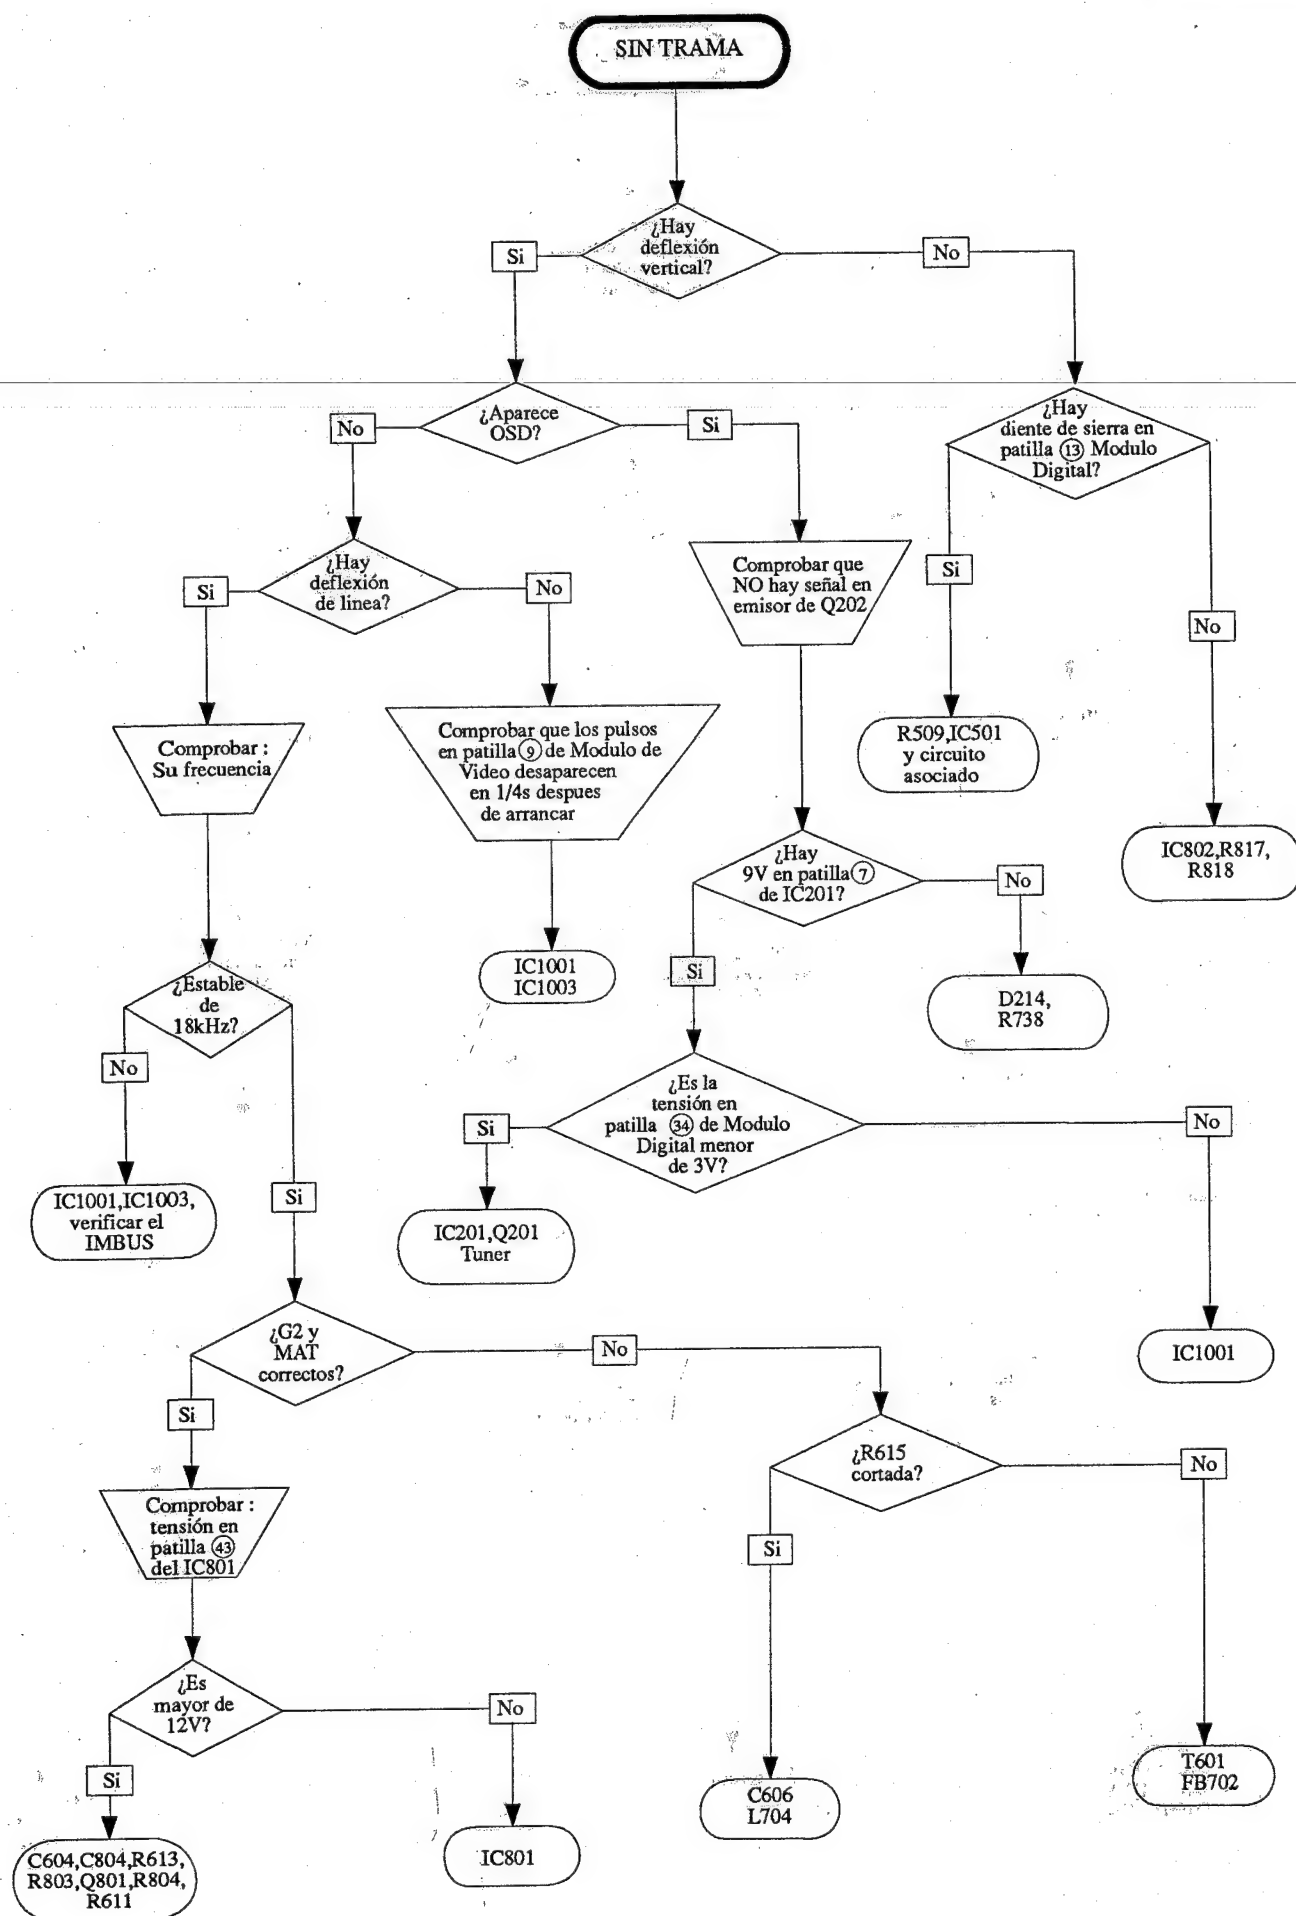 SIN TRAMA
¿Hay
deflexión
vertical?
Si
No
¿Aparece
OSD?
No
Si
¿Hay
diente de sierra en
patilla 13 Modulo
Digital?
¿Hay
deflexión
de linea?
Si
No
Comprobar que
NO hay señal en
emisor de Q202
Si
No
Comprobar :
Su frecuencia
Comprobar que los pulsos
en patilla 9 de Modulo de
Video desaparecen
en 1/4s despues
de arrancar
R509,IC501
y circuito
asociado
IC802,R817,
R818
¿Hay
9V en patilla 7
de IC201?
Si
No
¿Estable
de
18kHz?
IC1001
IC1003
D214,
R738
No
Si
¿Es la
tensión en
patilla 34 de Modulo
Digital menor
de 3V?
Si
No
IC1001,IC1003,
verificar el
IMBUS
IC201,Q201
Tuner
IC1001
¿G2 y
MAT
correctos?
Si
No
¿R615
cortada?
Si
No
Comprobar :
tensión en
patilla 43
del IC801
¿Es
mayor de
12V?
Si
No
C606
L704
T601
FB702
C604,C804,R613,
R803,Q801,R804,
R611
IC801